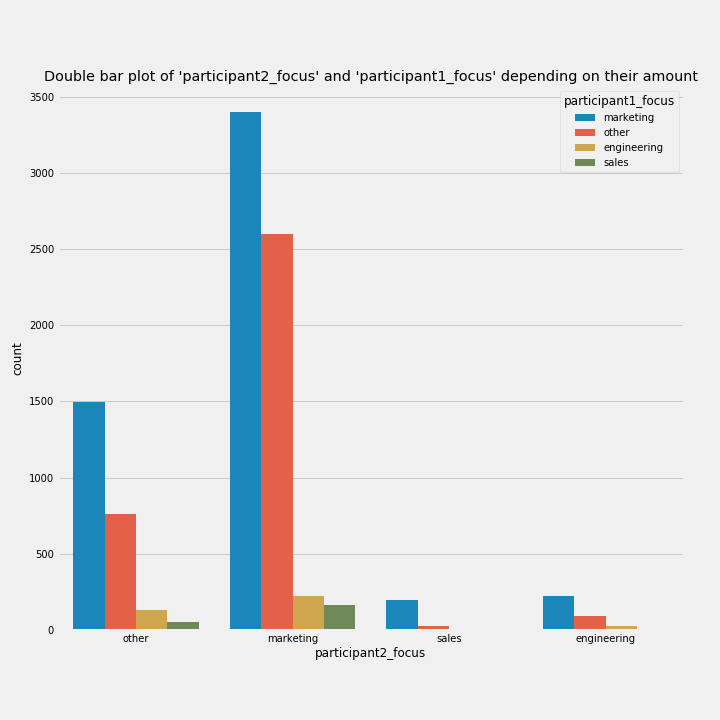 Double bar plot of 'participant2_focus' and 'participant1_focus' depending on their amount
participant1_focus
marketing
other
engineering
sales
3500
3000
2500
2000
1500
1000
500
0
count
other
marketing
sales
engineering
participant2_focus